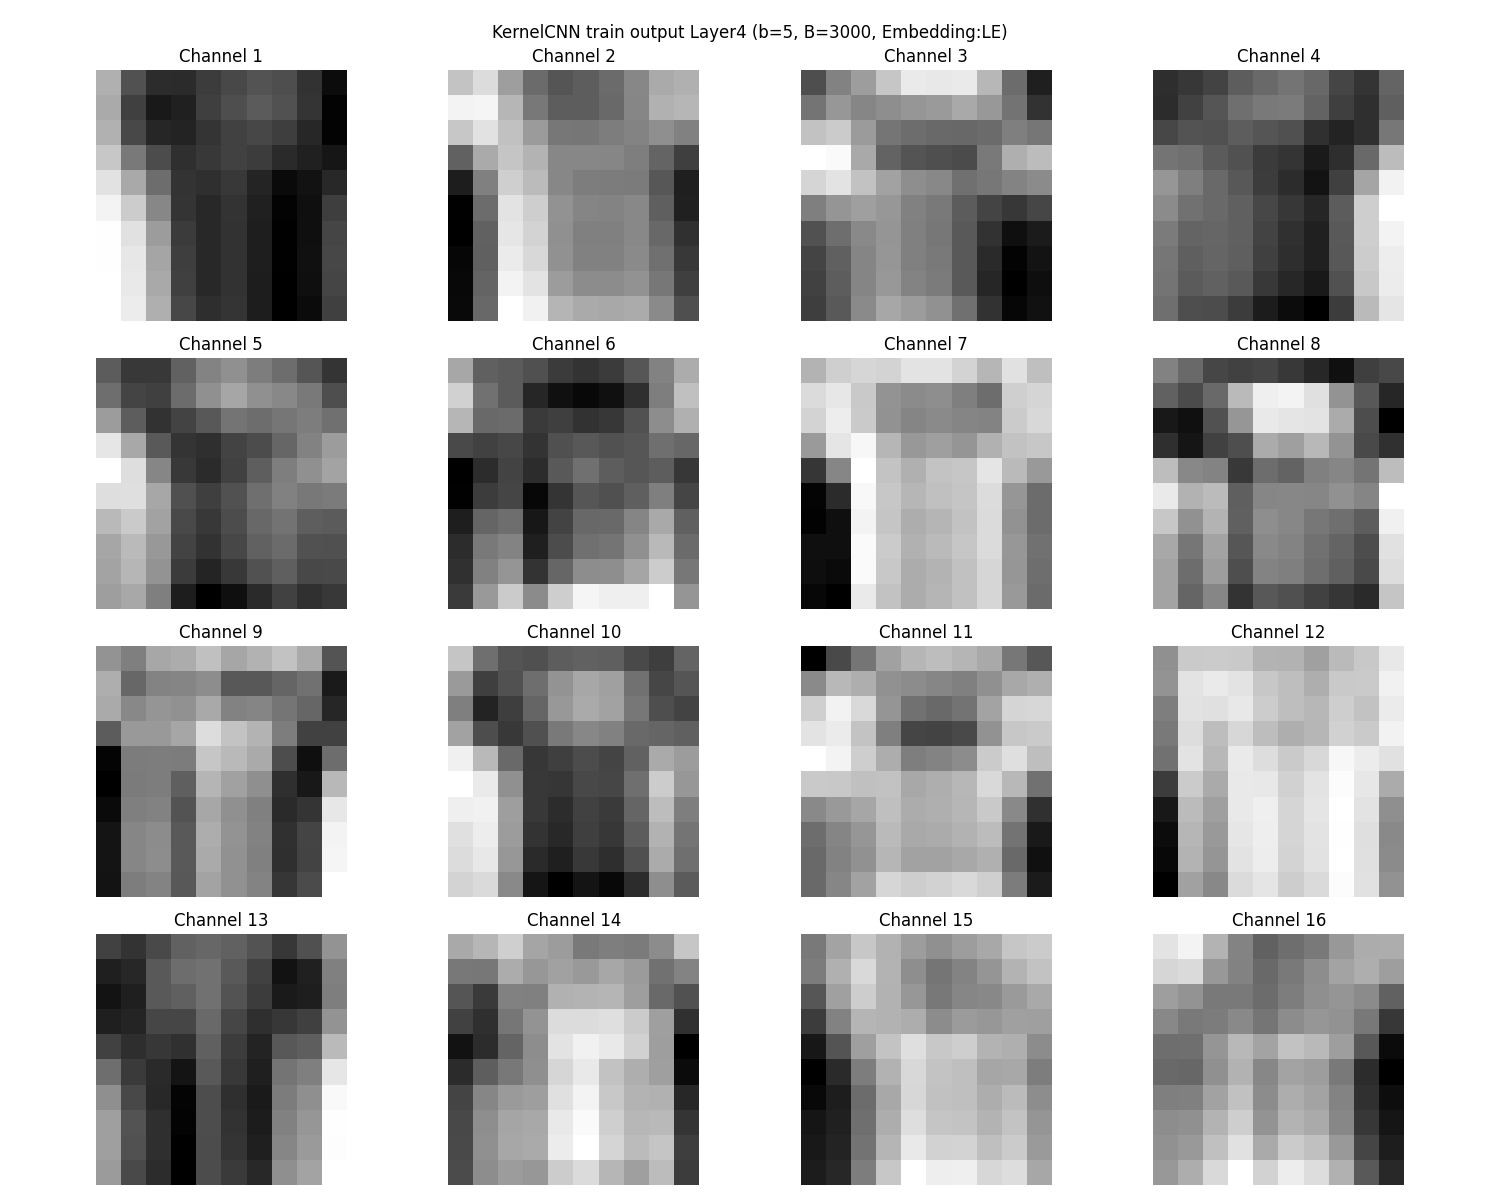 KernelCNN train output Layer4 (b=5, B=3000, Embedding:LE)
Channel 1
Channel 2
Channel 3
Channel 4
Channel 5
Channel 6
Channel 7
Channel 8
Channel 9
Channel 10
Channel 11
Channel 12
Channel 13
Channel 14
Channel 15
Channel 16